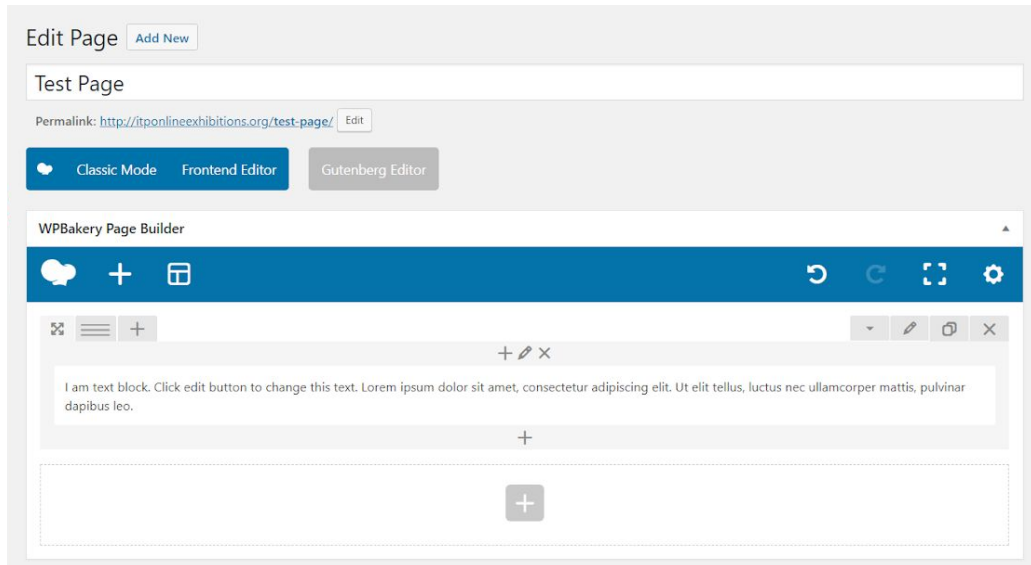 Edit Page Add New
Test Page
Permalink: http://itponlineexhibitions.org/test-page/ Edit
Classic Mode Frontend Editor Gutenberg Editor
WPBakery Page Builder
I am text block. Click edit button to change this text. Lorem ipsum dolor sit amet, consectetur adipiscing elit. Ut elit tellus, luctus nec ullamcorper mattis, pulvinar
dapibus leo.